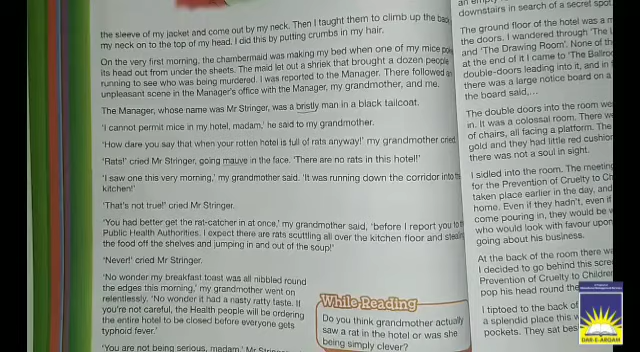 the sleeve of my jacket and come out by my neck. Then I taught them to climb up the back
my neck on to the top of my head. I did this by putting crumbs in my hair.
On the very first morning, the chambermaid was making my bed when one of my mice
its head out from under the sheets. The maid let out a shriek that brought a dozen people
running to see who was being murdered. I was reported to the Manager. There followed an
unpleasant scene in the Manager's office with the Manager, my grandmother, and me.
The Manager, whose name was Mr Stringer, was a bristly man in a black tailcoat.
'I cannot permit mice in my hotel, madam,' he said to my grandmother.
'How dare you say that when your rotten hotel is full of rats anyway!' my grandmother cried
'Rats!' cried Mr Stringer, going mauve in the face. 'There are no rats in this hotel!'
'I saw one this very morning,' my grandmother said. 'It was running down the corridor into the
kitchen!'
'That's not true!' cried Mr Stringer.
'You had better get the rat-catcher in at once,' my grandmother said, 'before I report you to the
Public Health Authorities. I expect there are rats scuttling all over the kitchen floor and stealing
the food off the shelves and jumping in and out of the soup!'
'Never!' cried Mr Stringer.
'No wonder my breakfast toast was all nibbled round
the edges this morning,' my grandmother went on
relentlessly. 'No wonder it had a nasty ratty taste. If
you're not careful, the Health people will be ordering
the entire hotel to be closed before everyone gets
typhoid fever.'
'You are not being serious, madam,' Mr
While Reading
Do you think grandmother actually
saw a rat in the hotel or was she
being simply clever?
an empty
downstairs in search of a secret spot
The ground floor of the hotel was a
the doors. I wandered through 'The
and 'The Drawing Room'. None of
at the end of it I came to 'The
double-doors leading into it, and in
there was a large notice board on a
the board said,...
The double doors into the room
in. It was a colossal room. There
of chairs, all facing a platform. The
gold and they had little red
there was not a soul in sight.
I sidled into the room. The
for the Prevention of Cruelty to
taken place earlier in the day, and
home. Even if they hadn't, even if
come pouring in, they would be
who would look with favour upon
going about his business.
At the back of the room there
I decided to go behind this
Prevention of Cruelty to
pop his head round the
I tiptoed to the back of
a splendid place this
pockets. They sat
DAR-E-ARQAM